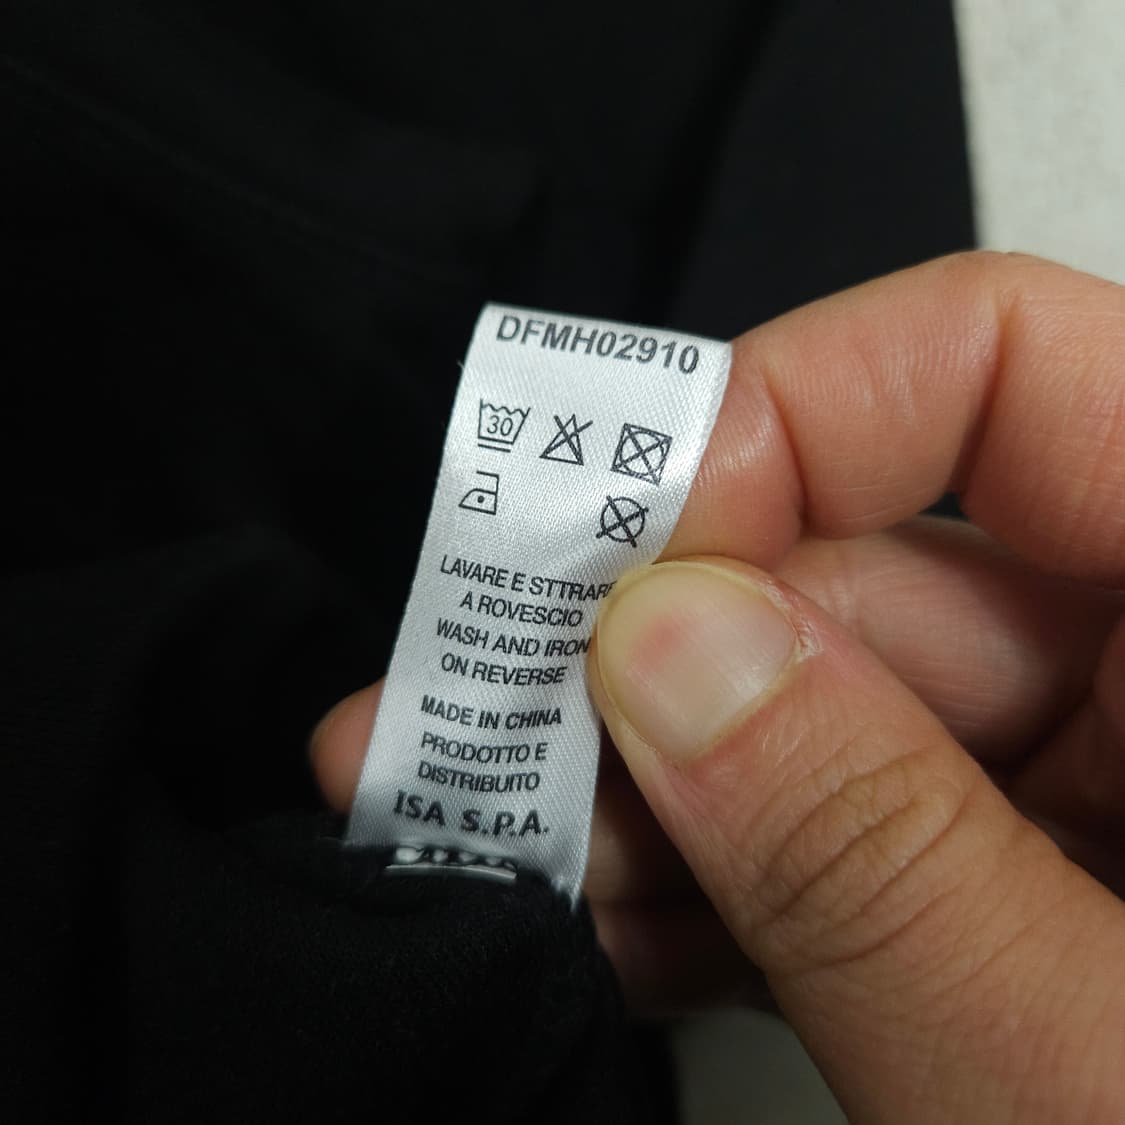 DFMH02910
30
LAVARE E STTRARE
A ROVESCIO
WASH AND IRON
ON REVERSE
MADE IN CHINA
PRODOTTO E
DISTRIBUITO
ISA S.P.A.